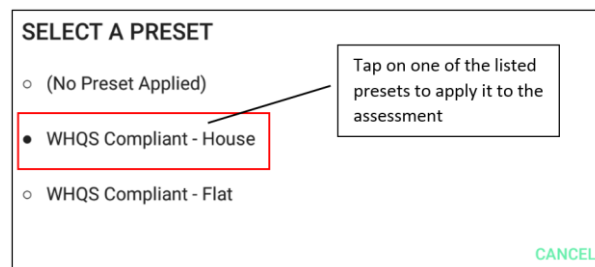 SELECT A PRESET
(No Preset Applied)
Tap on one of the listed
presets to apply it to the
assessment
WHQS Compliant - House
WHQS Compliant - Flat
CANCEL